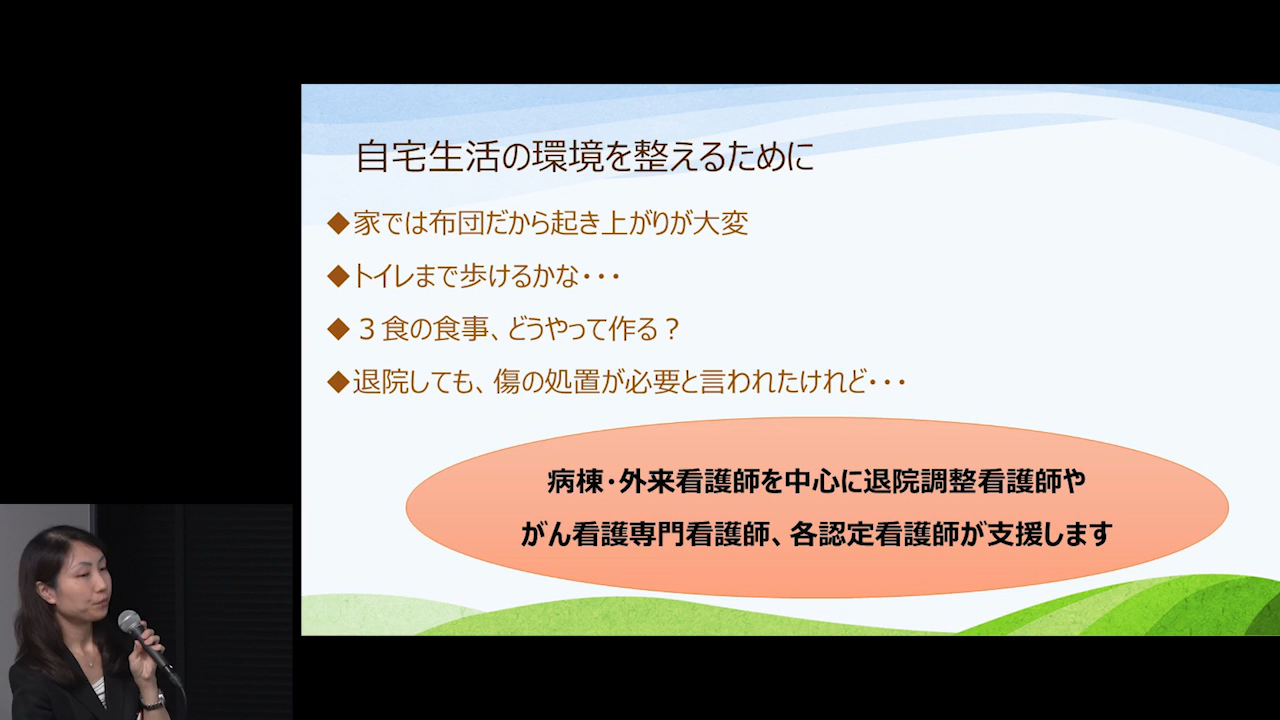 自宅生活の環境を整えるために
◆家では布団だから起き上がりが大変
◆トイレまで歩けるかな・・・
◆３食の食事、どうやって作る？
◆退院しても、傷の処置が必要と言われたけれど・・・
病棟・外来看護師を中心に退院調整看護師や
がん看護専門看護師、各認定看護師が支援します